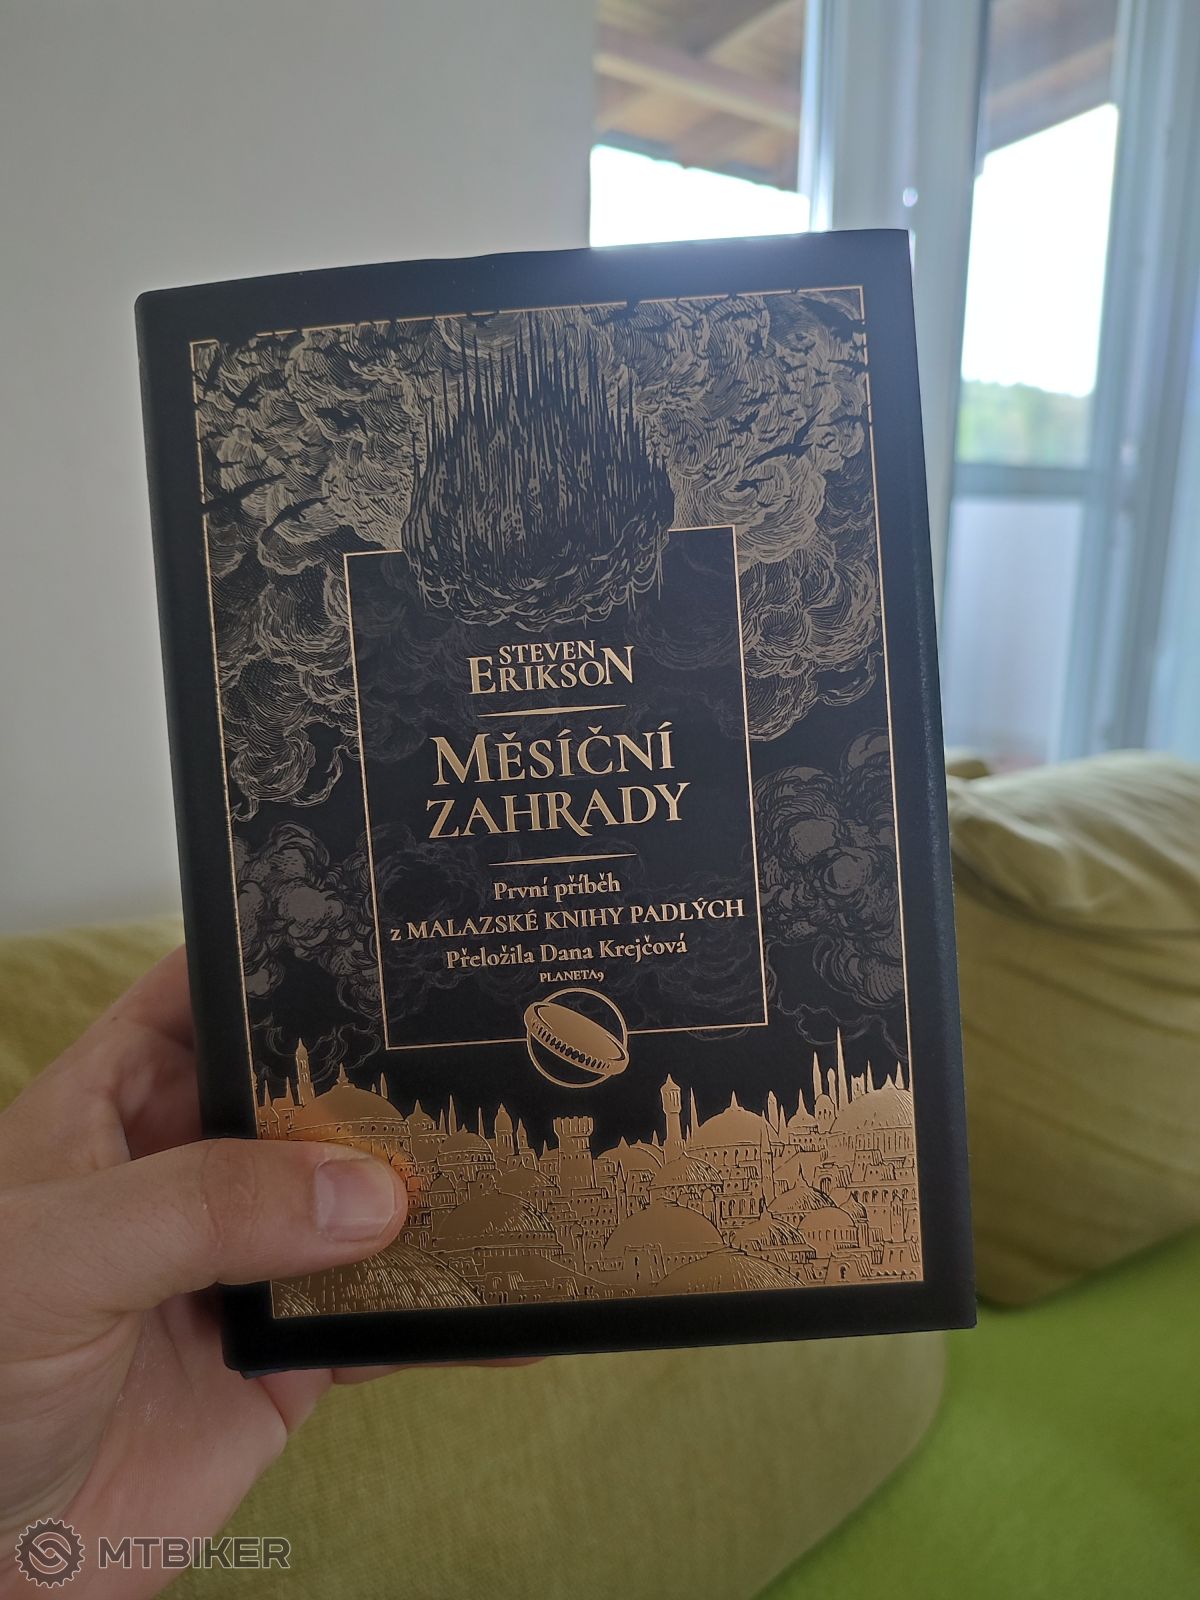 STEVEN
ERIKSON
MĚSÍČNÍ
ZAHRADY
První příběh
z MALAZSKÉ KNIHY PADLÝCH
Přeložila Dana Krejčová
PLANETA9
MTBIKER